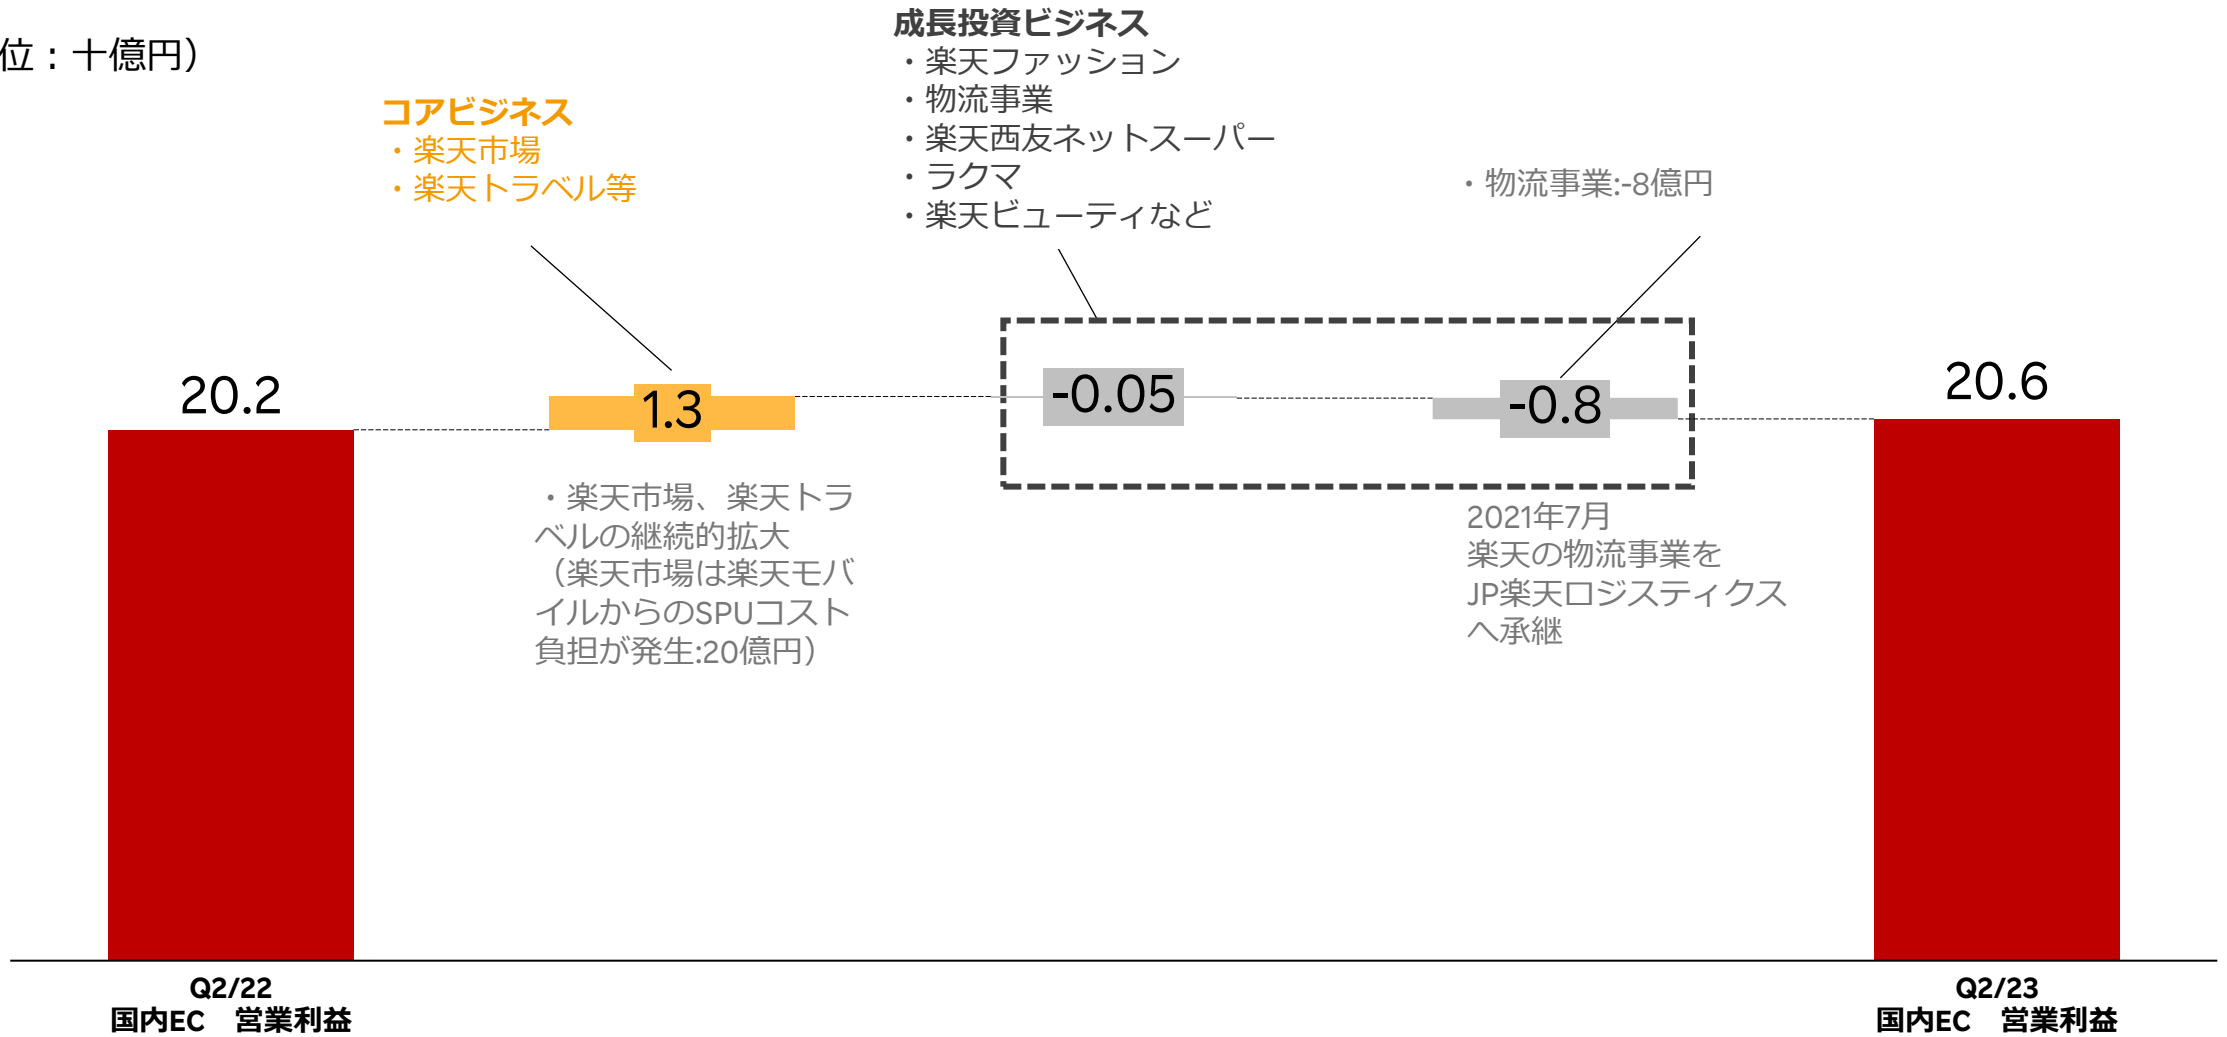 位：十億円）
コアビジネス
・楽天市場
・楽天トラベル等
成長投資ビジネス
・楽天ファッション
・物流事業
・楽天西友ネットスーパー
・ラクマ
・楽天ビューティなど
・物流事業:-8億円
20.2
1.3
-0.05
-0.8
20.6
・楽天市場、楽天トラ
ベルの継続的拡大
（楽天市場は楽天モバ
イルからのSPUコスト
負担が発生:20億円）
2021年7月
楽天の物流事業を
JP楽天ロジスティクス
へ承継
Q2/22
国内EC　営業利益
Q2/23
国内EC　営業利益